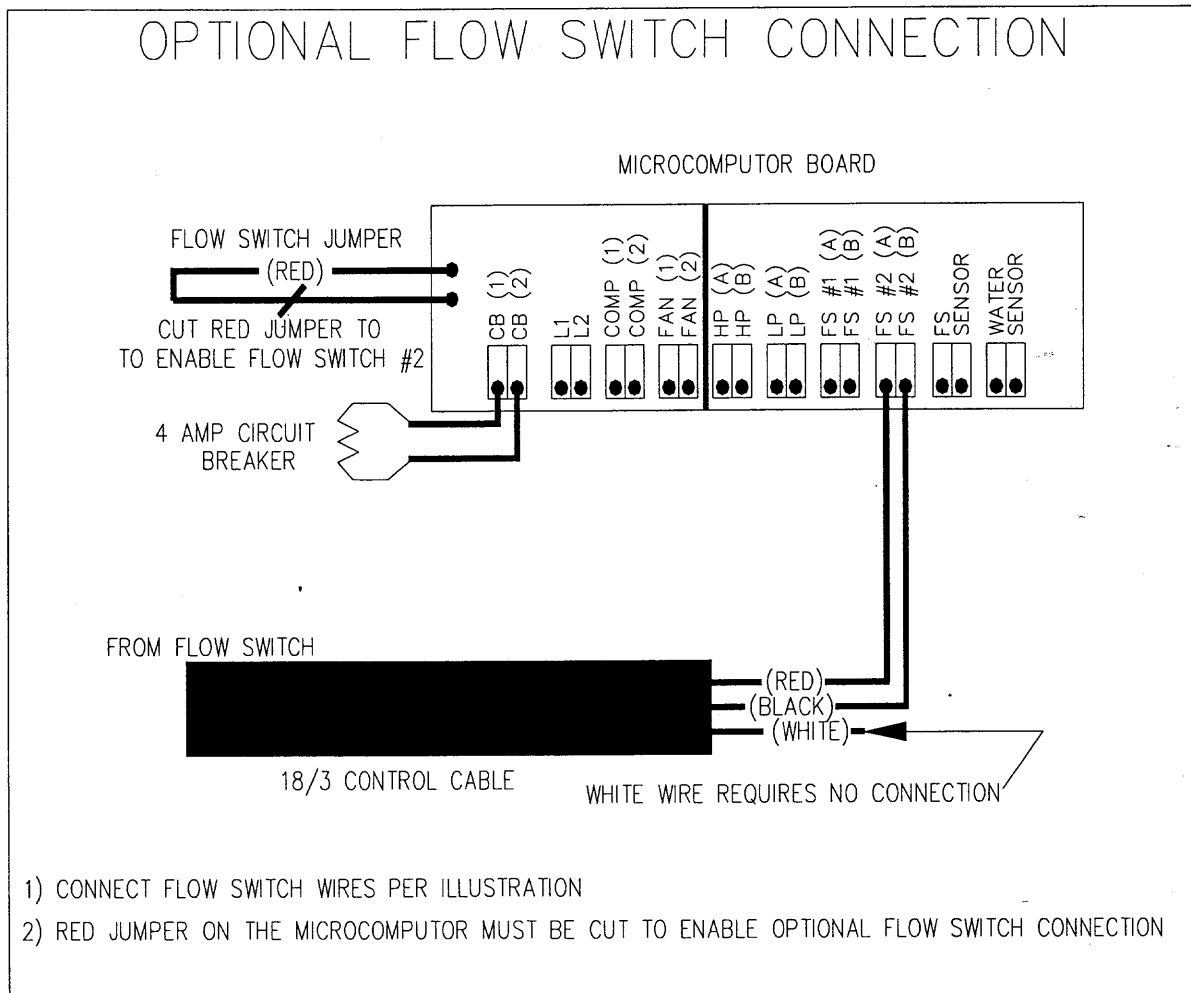 OPTIONAL FLOW SWITCH CONNECTION
MICROCOMPUTOR BOARD
FLOW SWITCH JUMPER
(RED)
CUT RED JUMPER TO
TO ENABLE FLOW SWITCH #2
CB (1)
CB (2)
L1
L2
COMP (1)
COMP (2)
FAN (1)
FAN (2)
HP (A)
HP (B)
LP (A)
LP (B)
FS #1 (A)
FS #1 (B)
FS #2 (A)
FS #2 (B)
FS
SENSOR
WATER
SENSOR
4 AMP CIRCUIT
BREAKER
FROM FLOW SWITCH
(RED)
(BLACK)
(WHITE)
18/3 CONTROL CABLE
WHITE WIRE REQUIRES NO CONNECTION
1) CONNECT FLOW SWITCH WIRES PER ILLUSTRATION
2) RED JUMPER ON THE MICROCOMPUTOR MUST BE CUT TO ENABLE OPTIONAL FLOW SWITCH CONNECTION